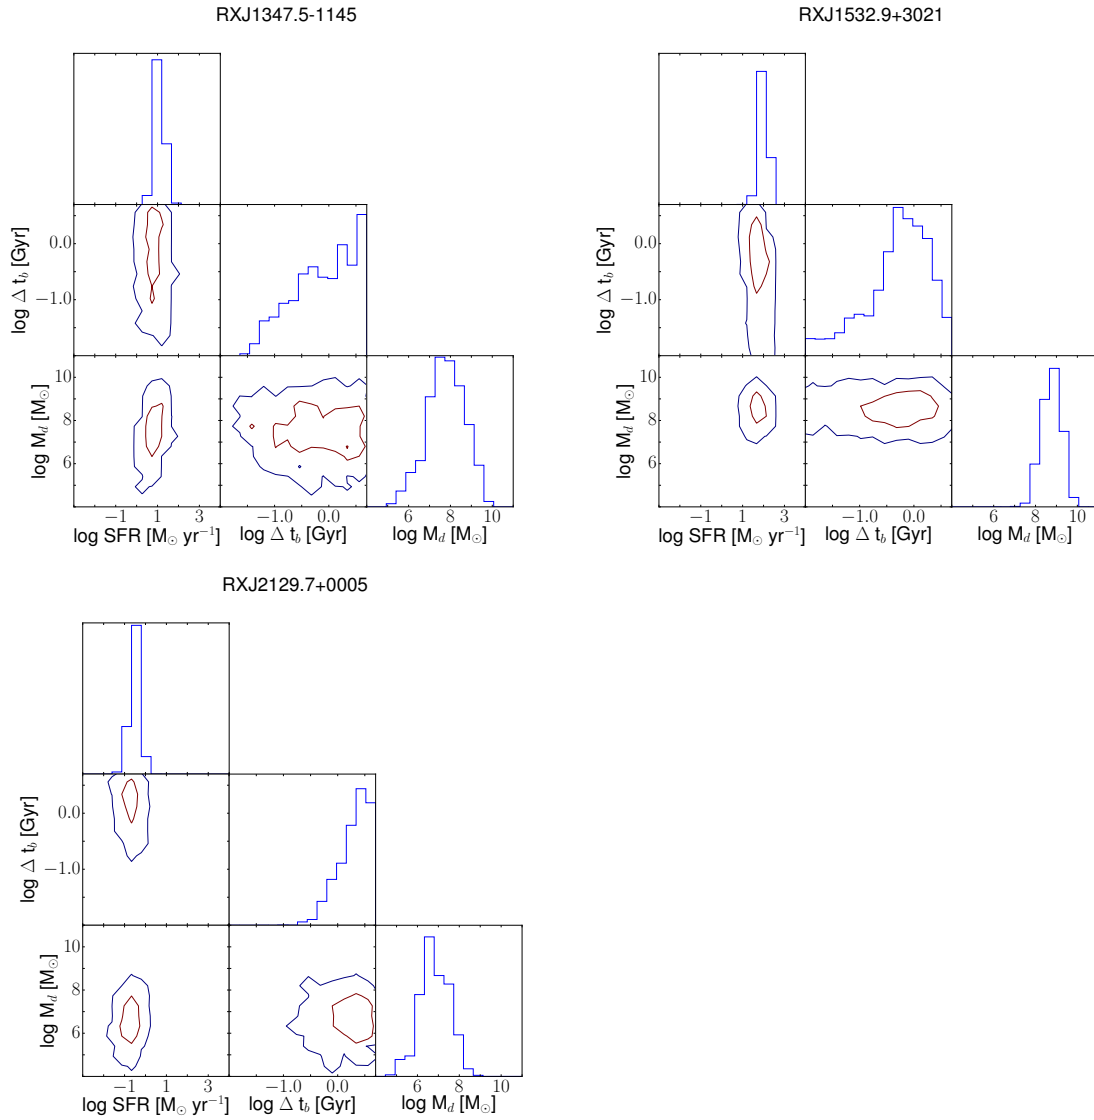 RXJ1347.5-1145
RXJ1532.9+3021
log Δ t_b [Gyr]
0.0
−1.0
log Δ t_b [Gyr]
0.0
−1.0
log M_d [M_⊙]
10
8
6
log M_d [M_⊙]
10
8
6
−1 1 3
−1.0 0.0
6 8 10
−1 1 3
−1.0 0.0
6 8 10
log SFR [M_⊙ yr^{−1}]
log Δ t_b [Gyr]
log M_d [M_⊙]
log SFR [M_⊙ yr^{−1}]
log Δ t_b [Gyr]
log M_d [M_⊙]
RXJ2129.7+0005
log Δ t_b [Gyr]
0.0
−1.0
log M_d [M_⊙]
10
8
6
−1 1 3
−1.0 0.0
6 8 10
log SFR [M_⊙ yr^{−1}]
log Δ t_b [Gyr]
log M_d [M_⊙]